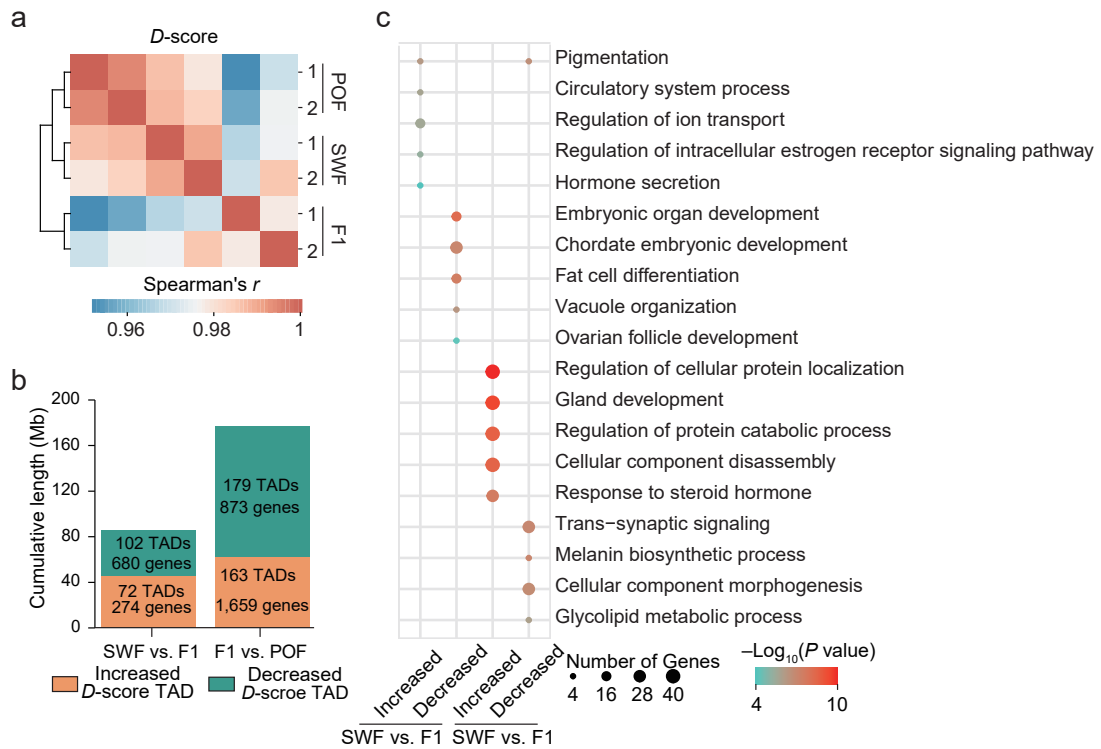 a
D-score
1
2
POF
1
2
SWF
1
2
F1
Spearman's r
0.96
0.98
1
b
Cumulative length (Mb)
200
160
120
80
40
0
102 TADs
680 genes
72 TADs
274 genes
179 TADs
873 genes
163 TADs
1,659 genes
SWF vs. F1
F1 vs. POF
Increased
D-score TAD
Decreased
D-scroe TAD
c
Pigmentation
Circulatory system process
Regulation of ion transport
Regulation of intracellular estrogen receptor signaling pathway
Hormone secretion
Embryonic organ development
Chordate embryonic development
Fat cell differentiation
Vacuole organization
Ovarian follicle development
Regulation of cellular protein localization
Gland development
Regulation of protein catabolic process
Cellular component disassembly
Response to steroid hormone
Trans−synaptic signaling
Melanin biosynthetic process
Cellular component morphogenesis
Glycolipid metabolic process
Increased
Decreased
Increased
Decreased
SWF vs. F1
SWF vs. F1
Number of Genes
4
16
28
40
−Log10(P value)
4
10